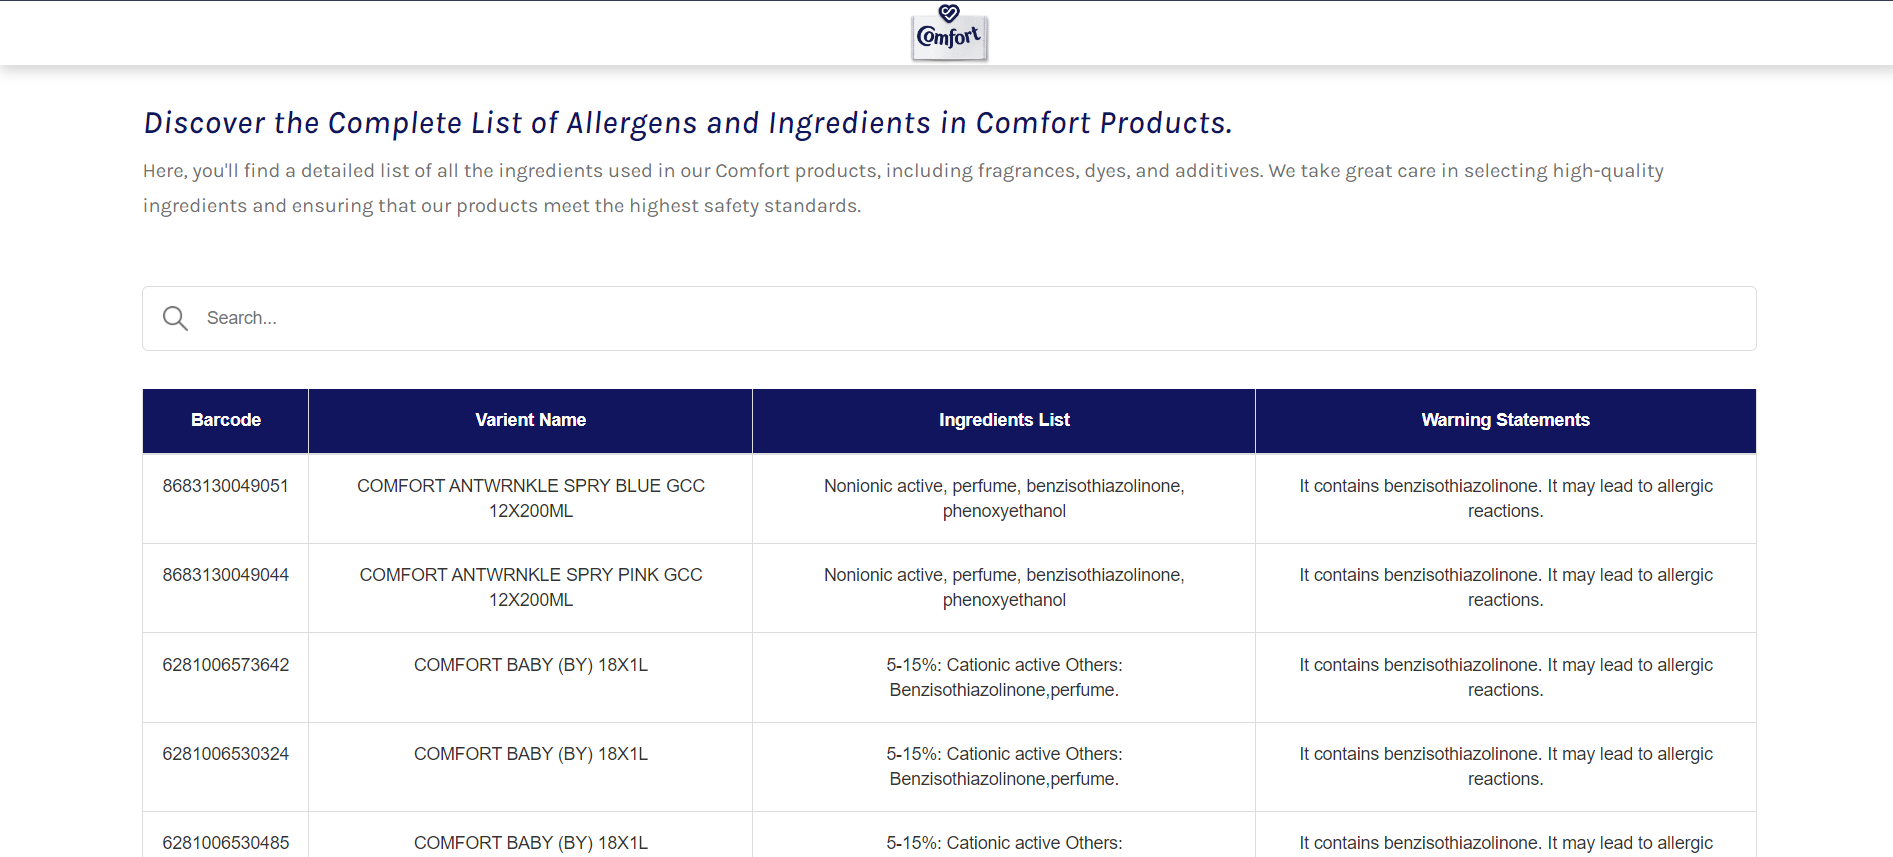 Comfort
Discover the Complete List of Allergens and Ingredients in Comfort Products.
Here, you'll find a detailed list of all the ingredients used in our Comfort products, including fragrances, dyes, and additives. We take great care in selecting high-quality
ingredients and ensuring that our products meet the highest safety standards.
Search...
Barcode Varient Name Ingredients List Warning Statements
8683130049051 COMFORT ANTWRNKLE SPRY BLUE GCC Nonionic active, perfume, benzisothiazolinone, It contains benzisothiazolinone. It may lead to allergic
12X200ML phenoxyethanol reactions.
8683130049044 COMFORT ANTWRNKLE SPRY PINK GCC Nonionic active, perfume, benzisothiazolinone, It contains benzisothiazolinone. It may lead to allergic
12X200ML phenoxyethanol reactions.
6281006573642 COMFORT BABY (BY) 18X1L 5-15%: Cationic active Others: It contains benzisothiazolinone. It may lead to allergic
Benzisothiazolinone,perfume. reactions.
6281006530324 COMFORT BABY (BY) 18X1L 5-15%: Cationic active Others: It contains benzisothiazolinone. It may lead to allergic
Benzisothiazolinone,perfume. reactions.
6281006530485 COMFORT BABY (BY) 18X1L 5-15%: Cationic active Others: It contains benzisothiazolinone. It may lead to allergic